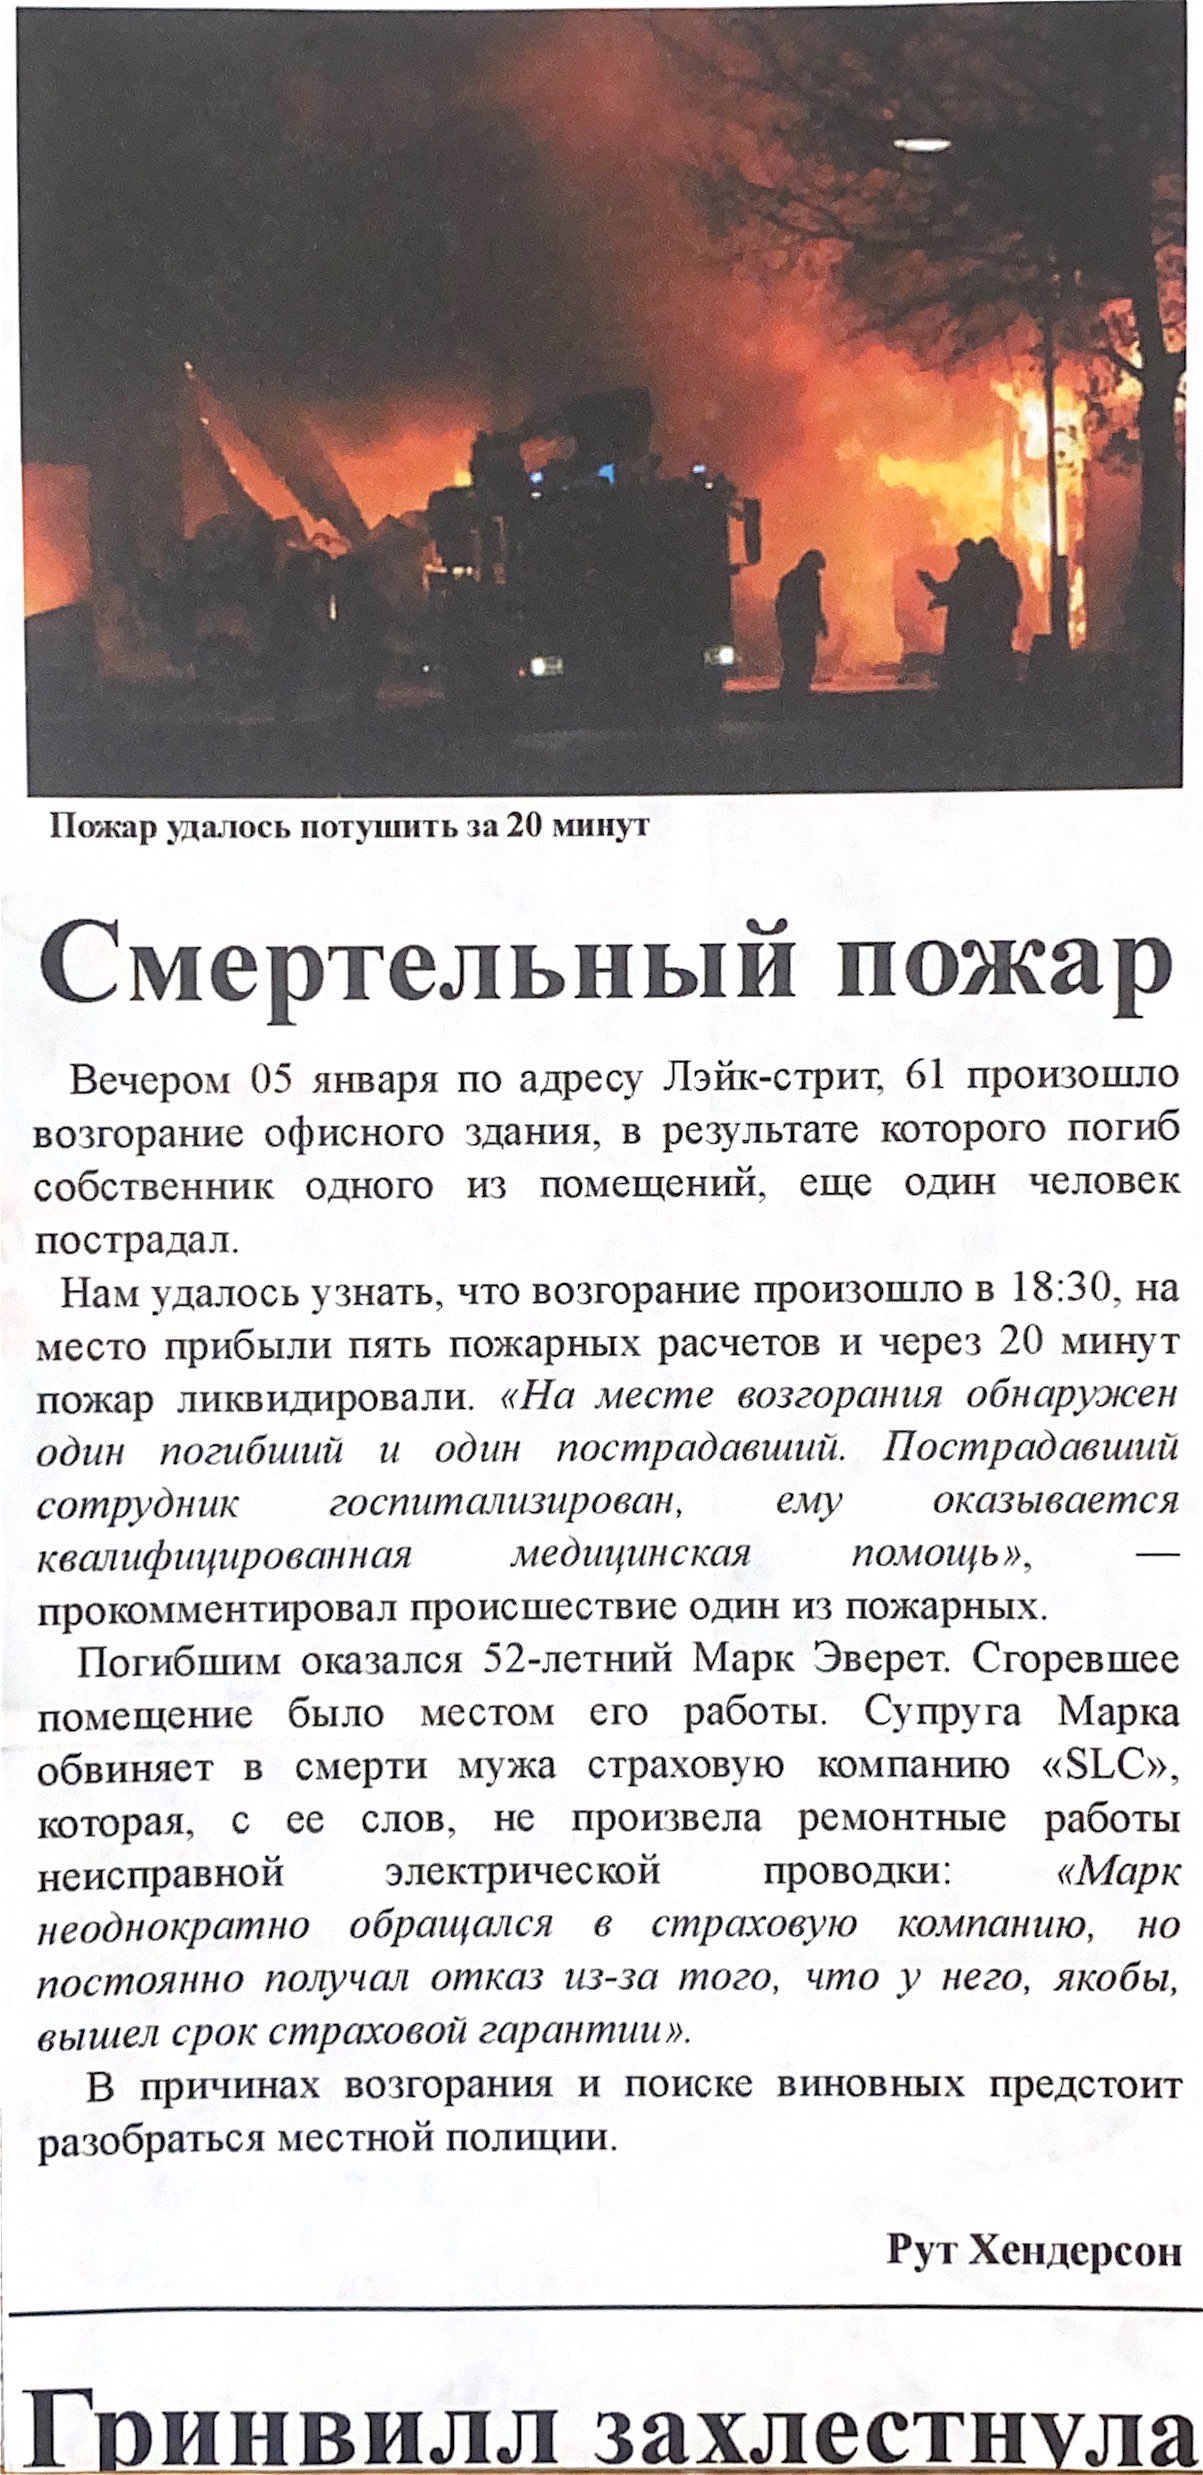 Пожар удалось потушить за 20 минут
Смертельный пожар
Вечером 05 января по адресу Лэйк-стрит, 61 произошло
возгорание офисного здания, в результате которого погиб
собственник одного из помещений, еще один человек
пострадал.
Нам удалось узнать, что возгорание произошло в 18:30, на
место прибыли пять пожарных расчетов и через 20 минут
пожар ликвидировали. «На месте возгорания обнаружен
один погибший и один пострадавший. Пострадавший
сотрудник госпитализирован, ему оказывается
квалифицированная медицинская помощь», —
прокомментировал происшествие один из пожарных.
Погибшим оказался 52-летний Марк Эверет. Сгоревшее
помещение было местом его работы. Супруга Марка
обвиняет в смерти мужа страховую компанию «SLC»,
которая, с ее слов, не произвела ремонтные работы
неисправной электрической проводки: «Марк
неоднократно обращался в страховую компанию, но
постоянно получал отказ из-за того, что у него, якобы,
вышел срок страховой гарантии».
В причинах возгорания и поиске виновных предстоит
разобраться местной полиции.
Рут Хендерсон
Гринвилл захлестнула